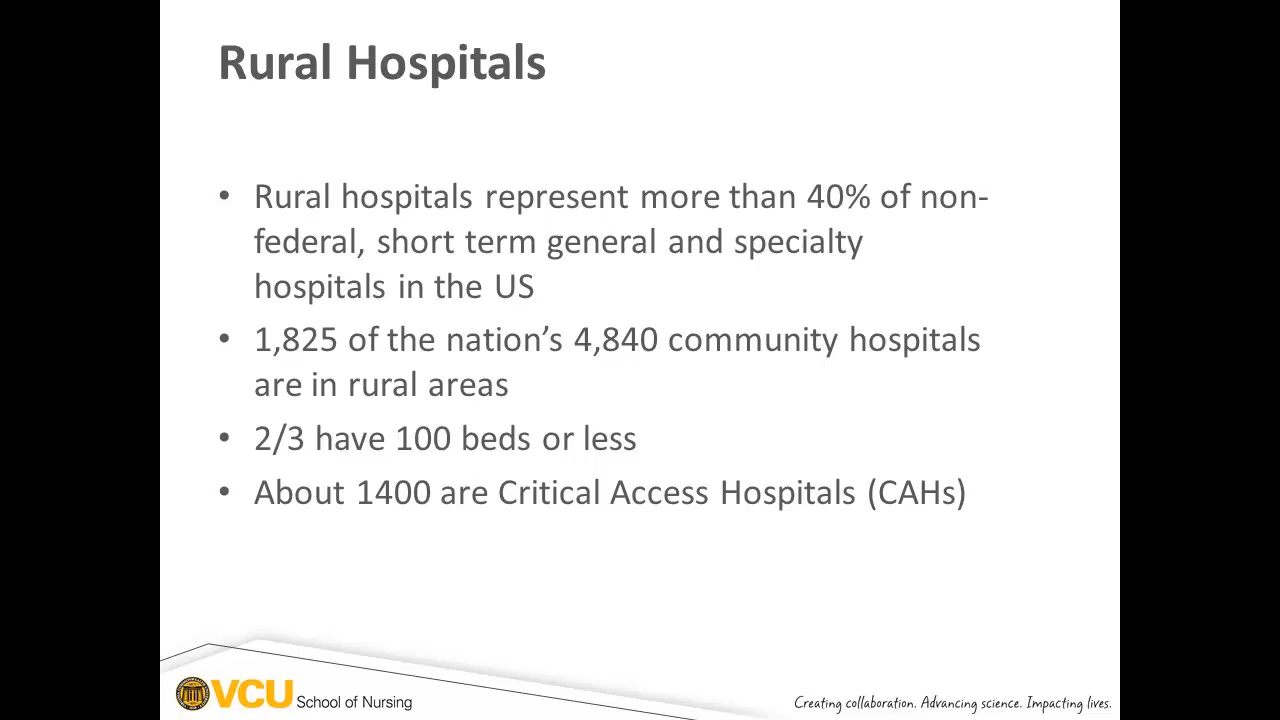 Rural Hospitals
• Rural hospitals represent more than 40% of non-
federal, short term general and specialty
hospitals in the US
• 1,825 of the nation’s 4,840 community hospitals
are in rural areas
• 2/3 have 100 beds or less
• About 1400 are Critical Access Hospitals (CAHs)
VCU School of Nursing
Creating collaboration. Advancing science. Impacting lives.